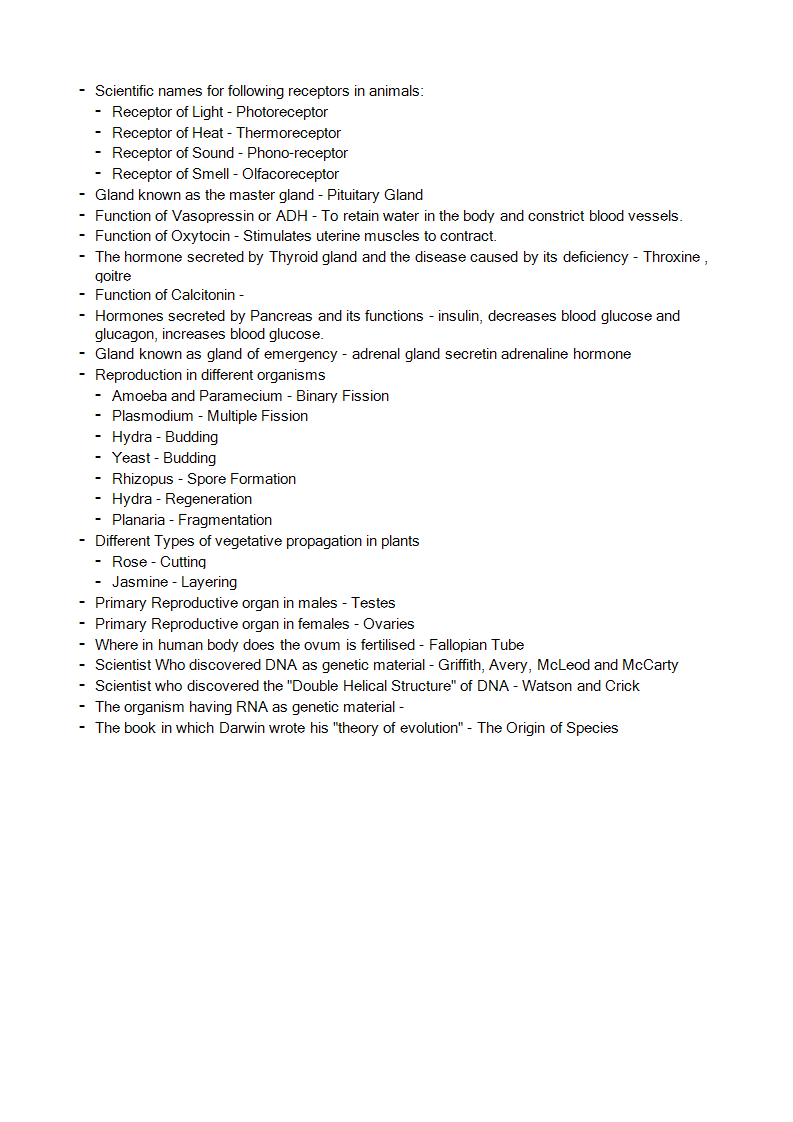 - Scientific names for following receptors in animals:
- Receptor of Light - Photoreceptor
- Receptor of Heat - Thermoreceptor
- Receptor of Sound - Phono-receptor
- Receptor of Smell - Olfacoreceptor
- Gland known as the master gland - Pituitary Gland
- Function of Vasopressin or ADH - To retain water in the body and constrict blood vessels.
- Function of Oxytocin - Stimulates uterine muscles to contract.
- The hormone secreted by Thyroid gland and the disease caused by its deficiency - Throxine ,
goitre
- Function of Calcitonin -
- Hormones secreted by Pancreas and its functions - insulin, decreases blood glucose and
glucagon, increases blood glucose.
- Gland known as gland of emergency - adrenal gland secretin adrenaline hormone
- Reproduction in different organisms
- Amoeba and Paramecium - Binary Fission
- Plasmodium - Multiple Fission
- Hydra - Budding
- Yeast - Budding
- Rhizopus - Spore Formation
- Hydra - Regeneration
- Planaria - Fragmentation
- Different Types of vegetative propagation in plants
- Rose - Cutting
- Jasmine - Layering
- Primary Reproductive organ in males - Testes
- Primary Reproductive organ in females - Ovaries
- Where in human body does the ovum is fertilised - Fallopian Tube
- Scientist Who discovered DNA as genetic material - Griffith, Avery, McLeod and McCarty
- Scientist who discovered the "Double Helical Structure" of DNA - Watson and Crick
- The organism having RNA as genetic material -
- The book in which Darwin wrote his "theory of evolution" - The Origin of Species